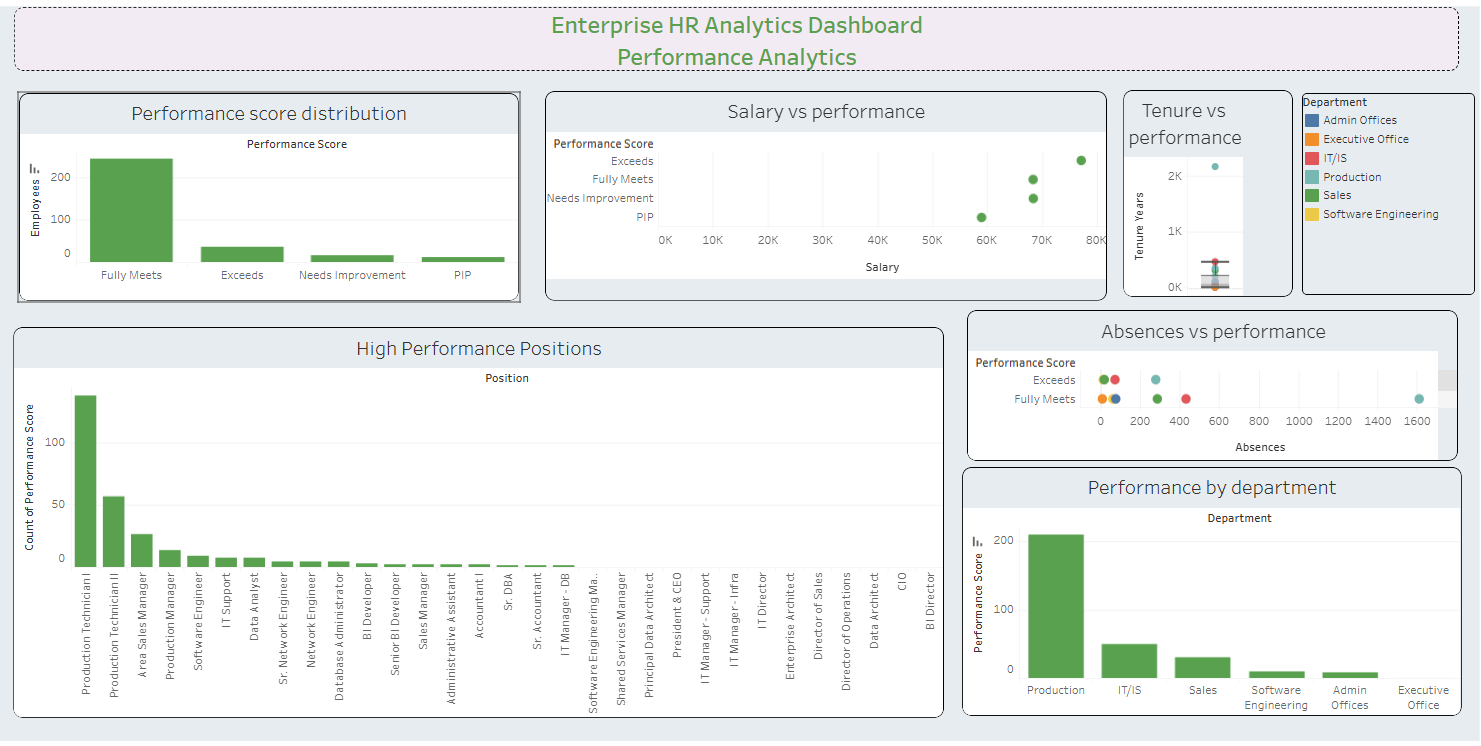 Enterprise HR Analytics Dashboard
Performance Analytics
Performance score distribution
Performance Score
Employees
200
100
0
Fully Meets
Exceeds
Needs Improvement
PIP
Salary vs performance
Performance Score
Exceeds
Fully Meets
Needs Improvement
PIP
0K
10K
20K
30K
40K
50K
60K
70K
80K
Salary
Tenure vs
performance
Tenure Years
2K
1K
0K
Department
Admin Offices
Executive Office
IT/IS
Production
Sales
Software Engineering
High Performance Positions
Position
Count of Performance Score
100
50
0
Production Technician I
Production Technician II
Area Sales Manager
Production Manager
Software Engineer
IT Support
Data Analyst
Sr. Network Engineer
Network Engineer
Database Administrator
BI Developer
Senior BI Developer
Sales Manager
Administrative Assistant
Accountant I
Sr. DBA
Sr. Accountant
IT Manager - DB
Software Engineering Ma..
Shared Services Manager
Principal Data Architect
President & CEO
IT Manager - Support
IT Manager - Infra
IT Director
Enterprise Architect
Director of Sales
Director of Operations
Data Architect
CIO
BI Director
Absences vs performance
Performance Score
Exceeds
Fully Meets
0
200
400
600
800
1000
1200
1400
1600
Absences
Performance by department
Department
Performance Score
200
100
0
Production
IT/IS
Sales
Software
Engineering
Admin
Offices
Executive
Office